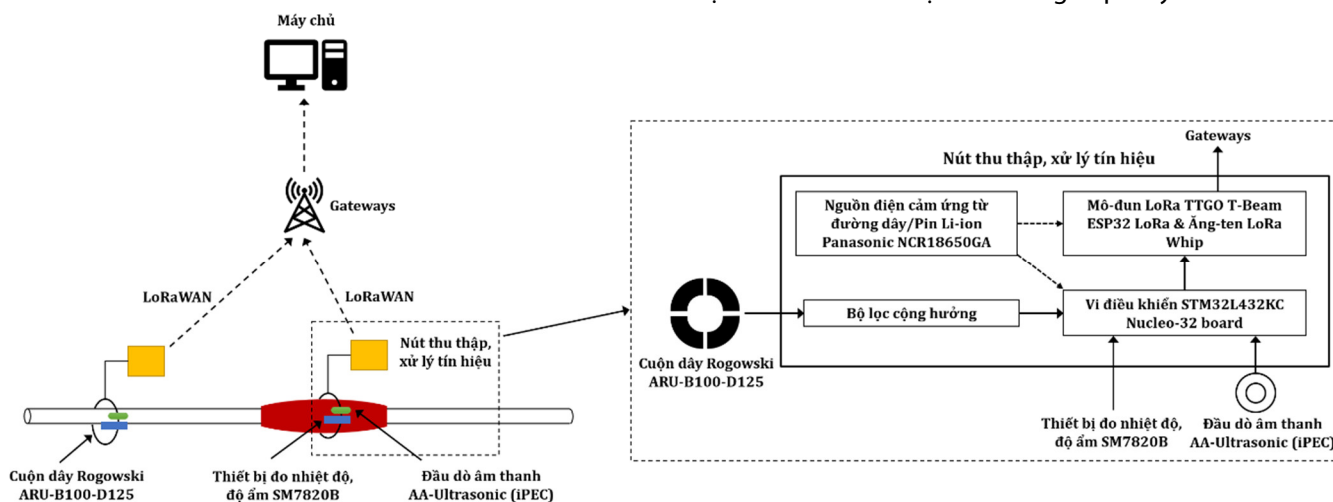 Máy chủ
Gateways
LoRaWAN
LoRaWAN
Nút thu thập,
xử lý tín hiệu
Cuộn dây Rogowski
ARU-B100-D125
Thiết bị đo nhiệt độ,
độ ẩm SM7820B
Đầu dò âm thanh
AA-Ultrasonic (iPEC)
Gateways
Nút thu thập, xử lý tín hiệu
Nguồn điện cảm ứng từ
đường dây/Pin Li-ion
Panasonic NCR18650GA
Mô-đun LoRa TTGO T-Beam
ESP32 LoRa & Ăng-ten LoRa
Whip
Bộ lọc cộng hưởng
Vi điều khiển STM32L432KC
Nucleo-32 board
Cuộn dây Rogowski
ARU-B100-D125
Thiết bị đo nhiệt độ,
độ ẩm SM7820B
Đầu dò âm thanh
AA-Ultrasonic (iPEC)